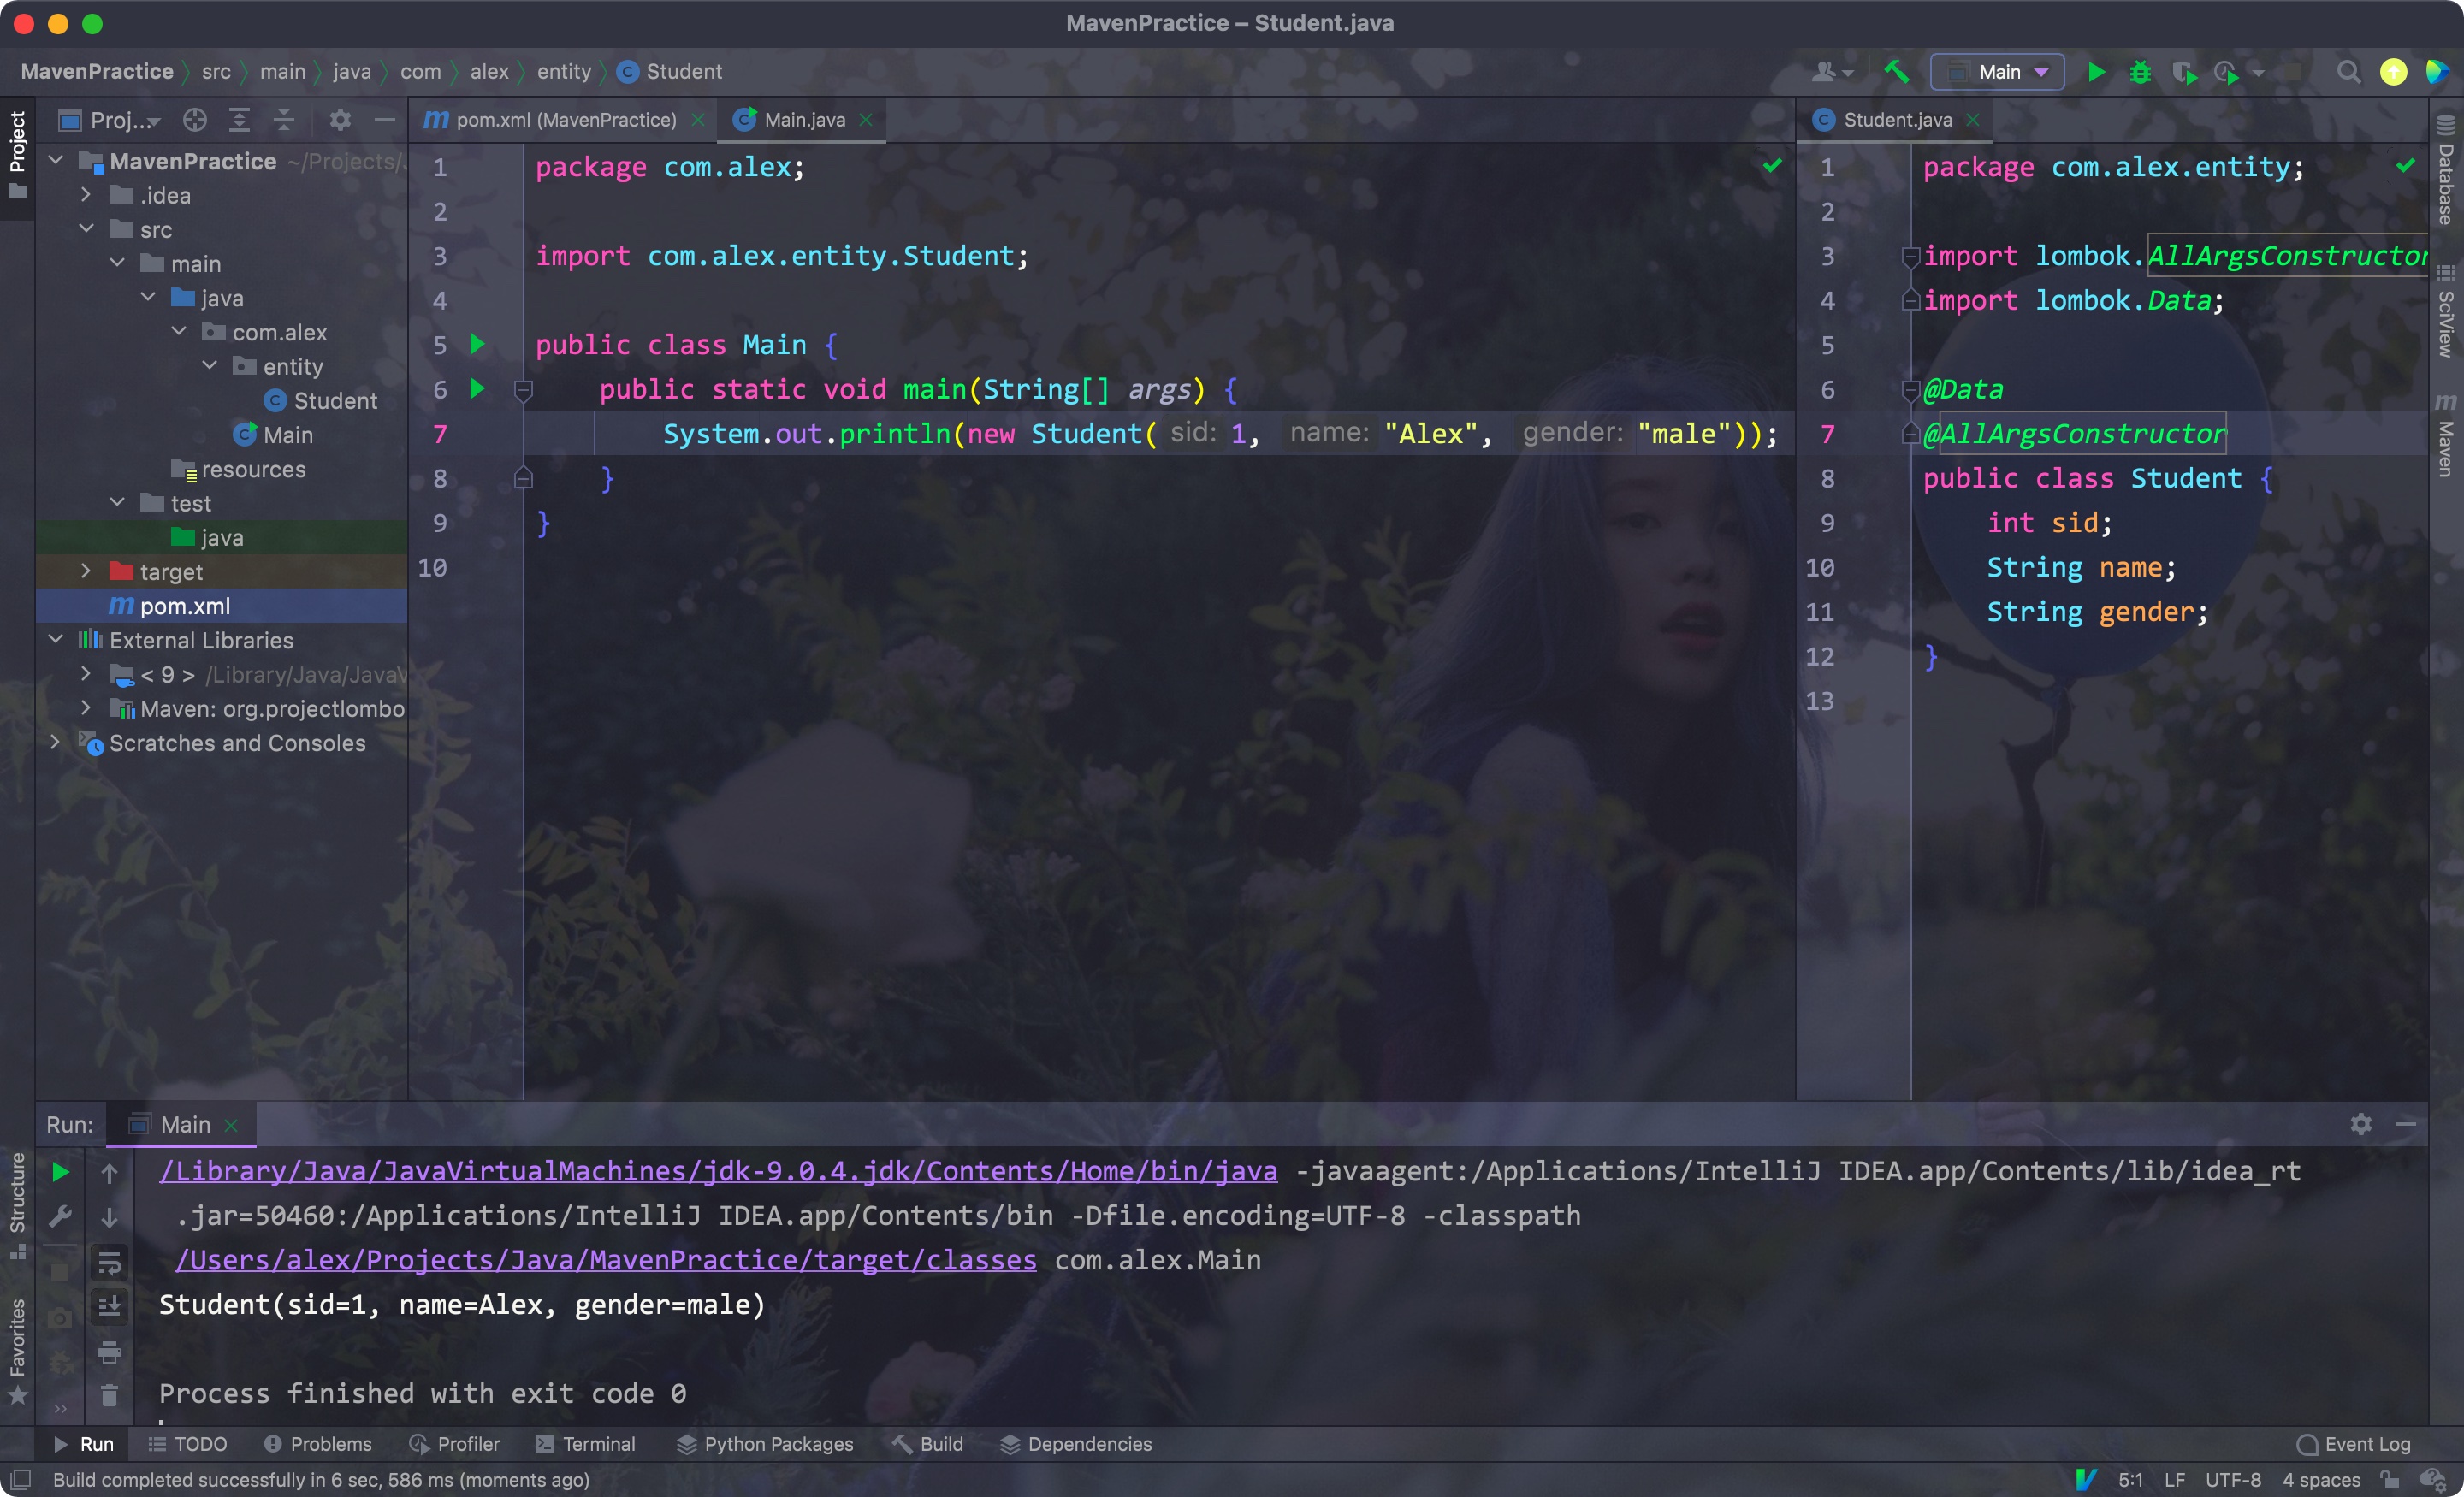 MavenPractice – Student.java
MavenPractice src main java com alex entity Student
Main
Project
Proj...
MavenPractice ~/Projects/
.idea
src
main
java
com.alex
entity
Student
Main
resources
test
java
target
pom.xml
External Libraries
< 9 > /Library/Java/JavaV
Maven: org.projectlombo
Scratches and Consoles
pom.xml (MavenPractice)
Main.java
1 package com.alex;
2
3 import com.alex.entity.Student;
4
5 public class Main {
6 public static void main(String[] args) {
7 System.out.println(new Student( sid: 1, name: "Alex", gender: "male"));
8 }
9 }
10
Student.java
1 package com.alex.entity;
2
3 import lombok.AllArgsConstructor
4 import lombok.Data;
5
6 @Data
7 @AllArgsConstructor
8 public class Student {
9 int sid;
10 String name;
11 String gender;
12 }
13
Database
SciView
Maven
Structure
Favorites
Run: Main
/Library/Java/JavaVirtualMachines/jdk-9.0.4.jdk/Contents/Home/bin/java -javaagent:/Applications/IntelliJ IDEA.app/Contents/lib/idea_rt
.jar=50460:/Applications/IntelliJ IDEA.app/Contents/bin -Dfile.encoding=UTF-8 -classpath
/Users/alex/Projects/Java/MavenPractice/target/classes com.alex.Main
Student(sid=1, name=Alex, gender=male)
Process finished with exit code 0
Run TODO Problems Profiler Terminal Python Packages Build Dependencies Event Log
Build completed successfully in 6 sec, 586 ms (moments ago) 5:1 LF UTF-8 4 spaces